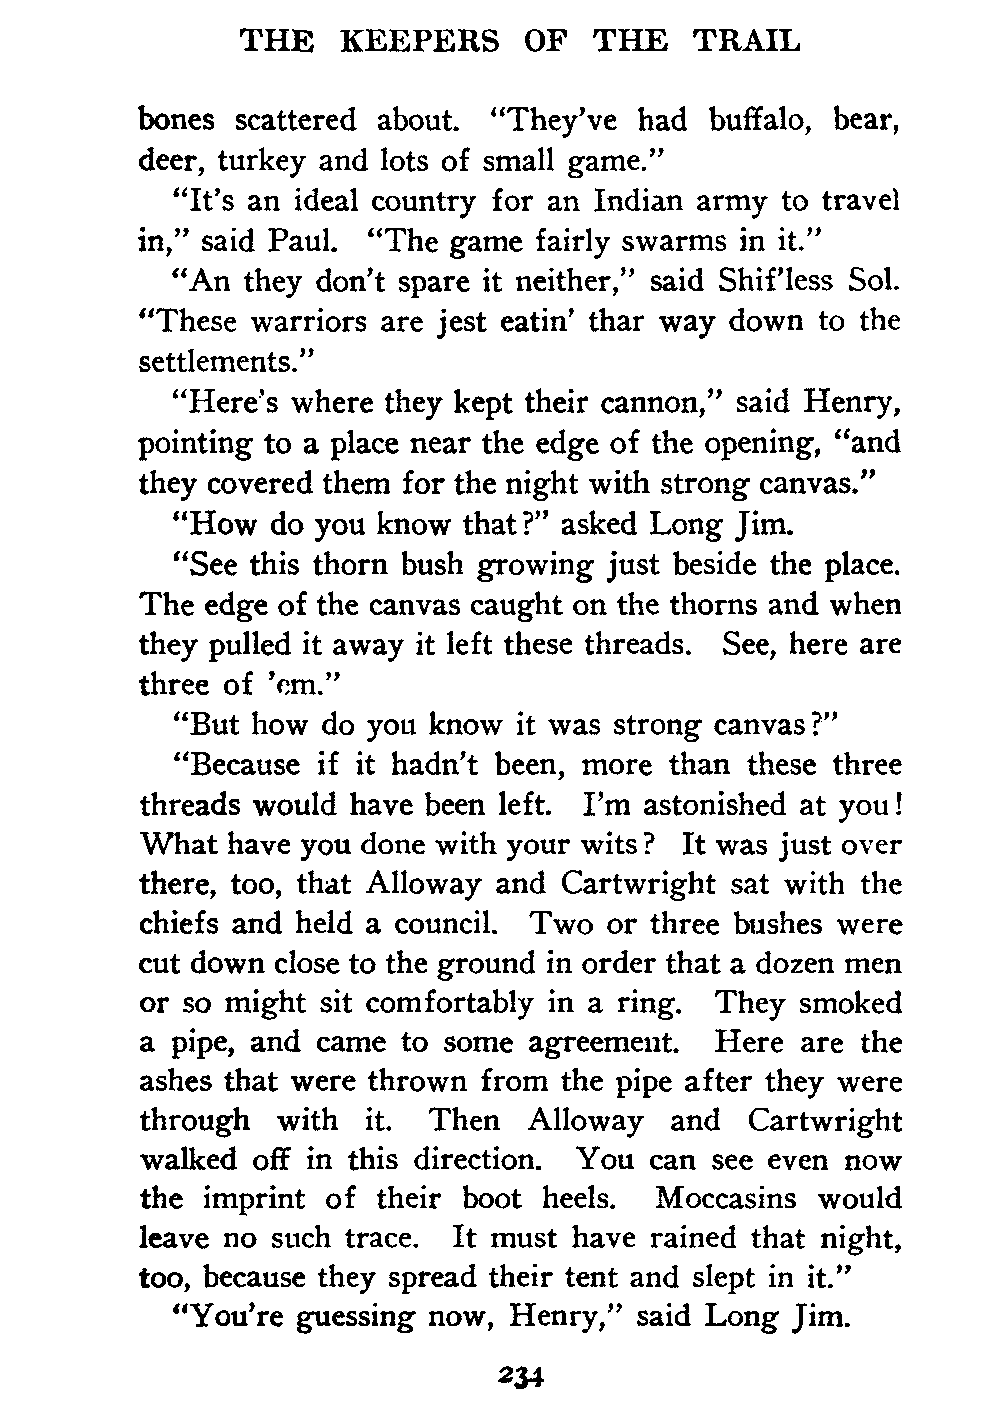 THE KEEPERS OF THE TRAIL
bones scattered about. “They’ve had buffalo, bear,
deer, turkey and lots of small game.”
“It’s an ideal country for an Indian army to travel
in,” said Paul. “The game fairly swarms in it.”
“An they don’t spare it neither,” said Shif’less Sol.
“These warriors are jest eatin’ thar way down to the
settlements.”
“Here’s where they kept their cannon,” said Henry,
pointing to a place near the edge of the opening, “and
they covered them for the night with strong canvas.”
“How do you know that?” asked Long Jim.
“See this thorn bush growing just beside the place.
The edge of the canvas caught on the thorns and when
they pulled it away it left these threads. See, here are
three of ’em.”
“But how do you know it was strong canvas?”
“Because if it hadn’t been, more than these three
threads would have been left. I’m astonished at you!
What have you done with your wits? It was just over
there, too, that Alloway and Cartwright sat with the
chiefs and held a council. Two or three bushes were
cut down close to the ground in order that a dozen men
or so might sit comfortably in a ring. They smoked
a pipe, and came to some agreement. Here are the
ashes that were thrown from the pipe after they were
through with it. Then Alloway and Cartwright
walked off in this direction. You can see even now
the imprint of their boot heels. Moccasins would
leave no such trace. It must have rained that night,
too, because they spread their tent and slept in it.”
“You’re guessing now, Henry,” said Long Jim.
234